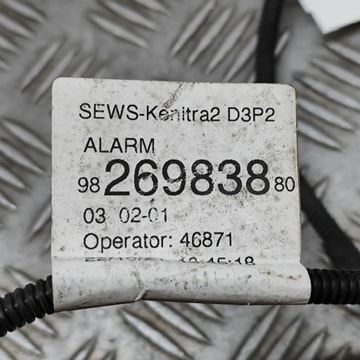 SEWS-Kenitra2 D3P2
ALARM
98 269838 80
03 02-01
Operator: 46871